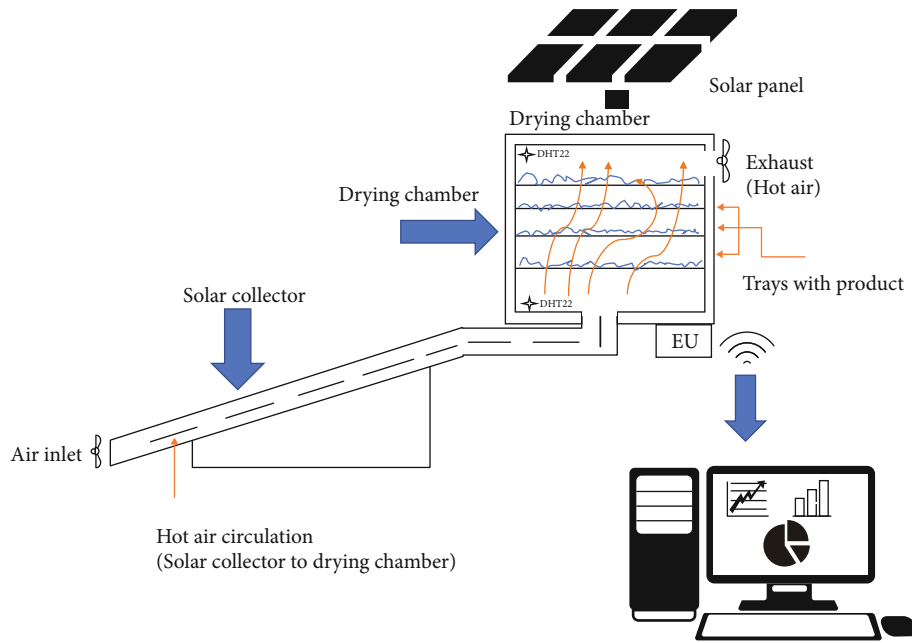 Solar panel
Drying chamber
DHT22
Exhaust
(Hot air)
Drying chamber
Trays with product
Solar collector
DHT22
EU
Air inlet
Hot air circulation
(Solar collector to drying chamber)